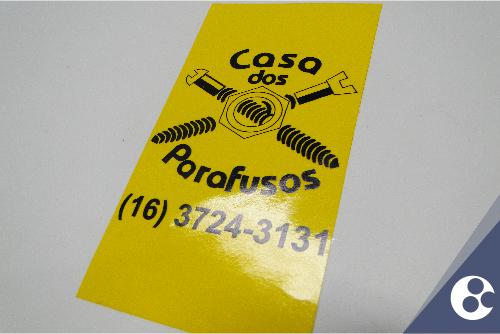 Casa
dos
Parafusos
(16) 3724-3131